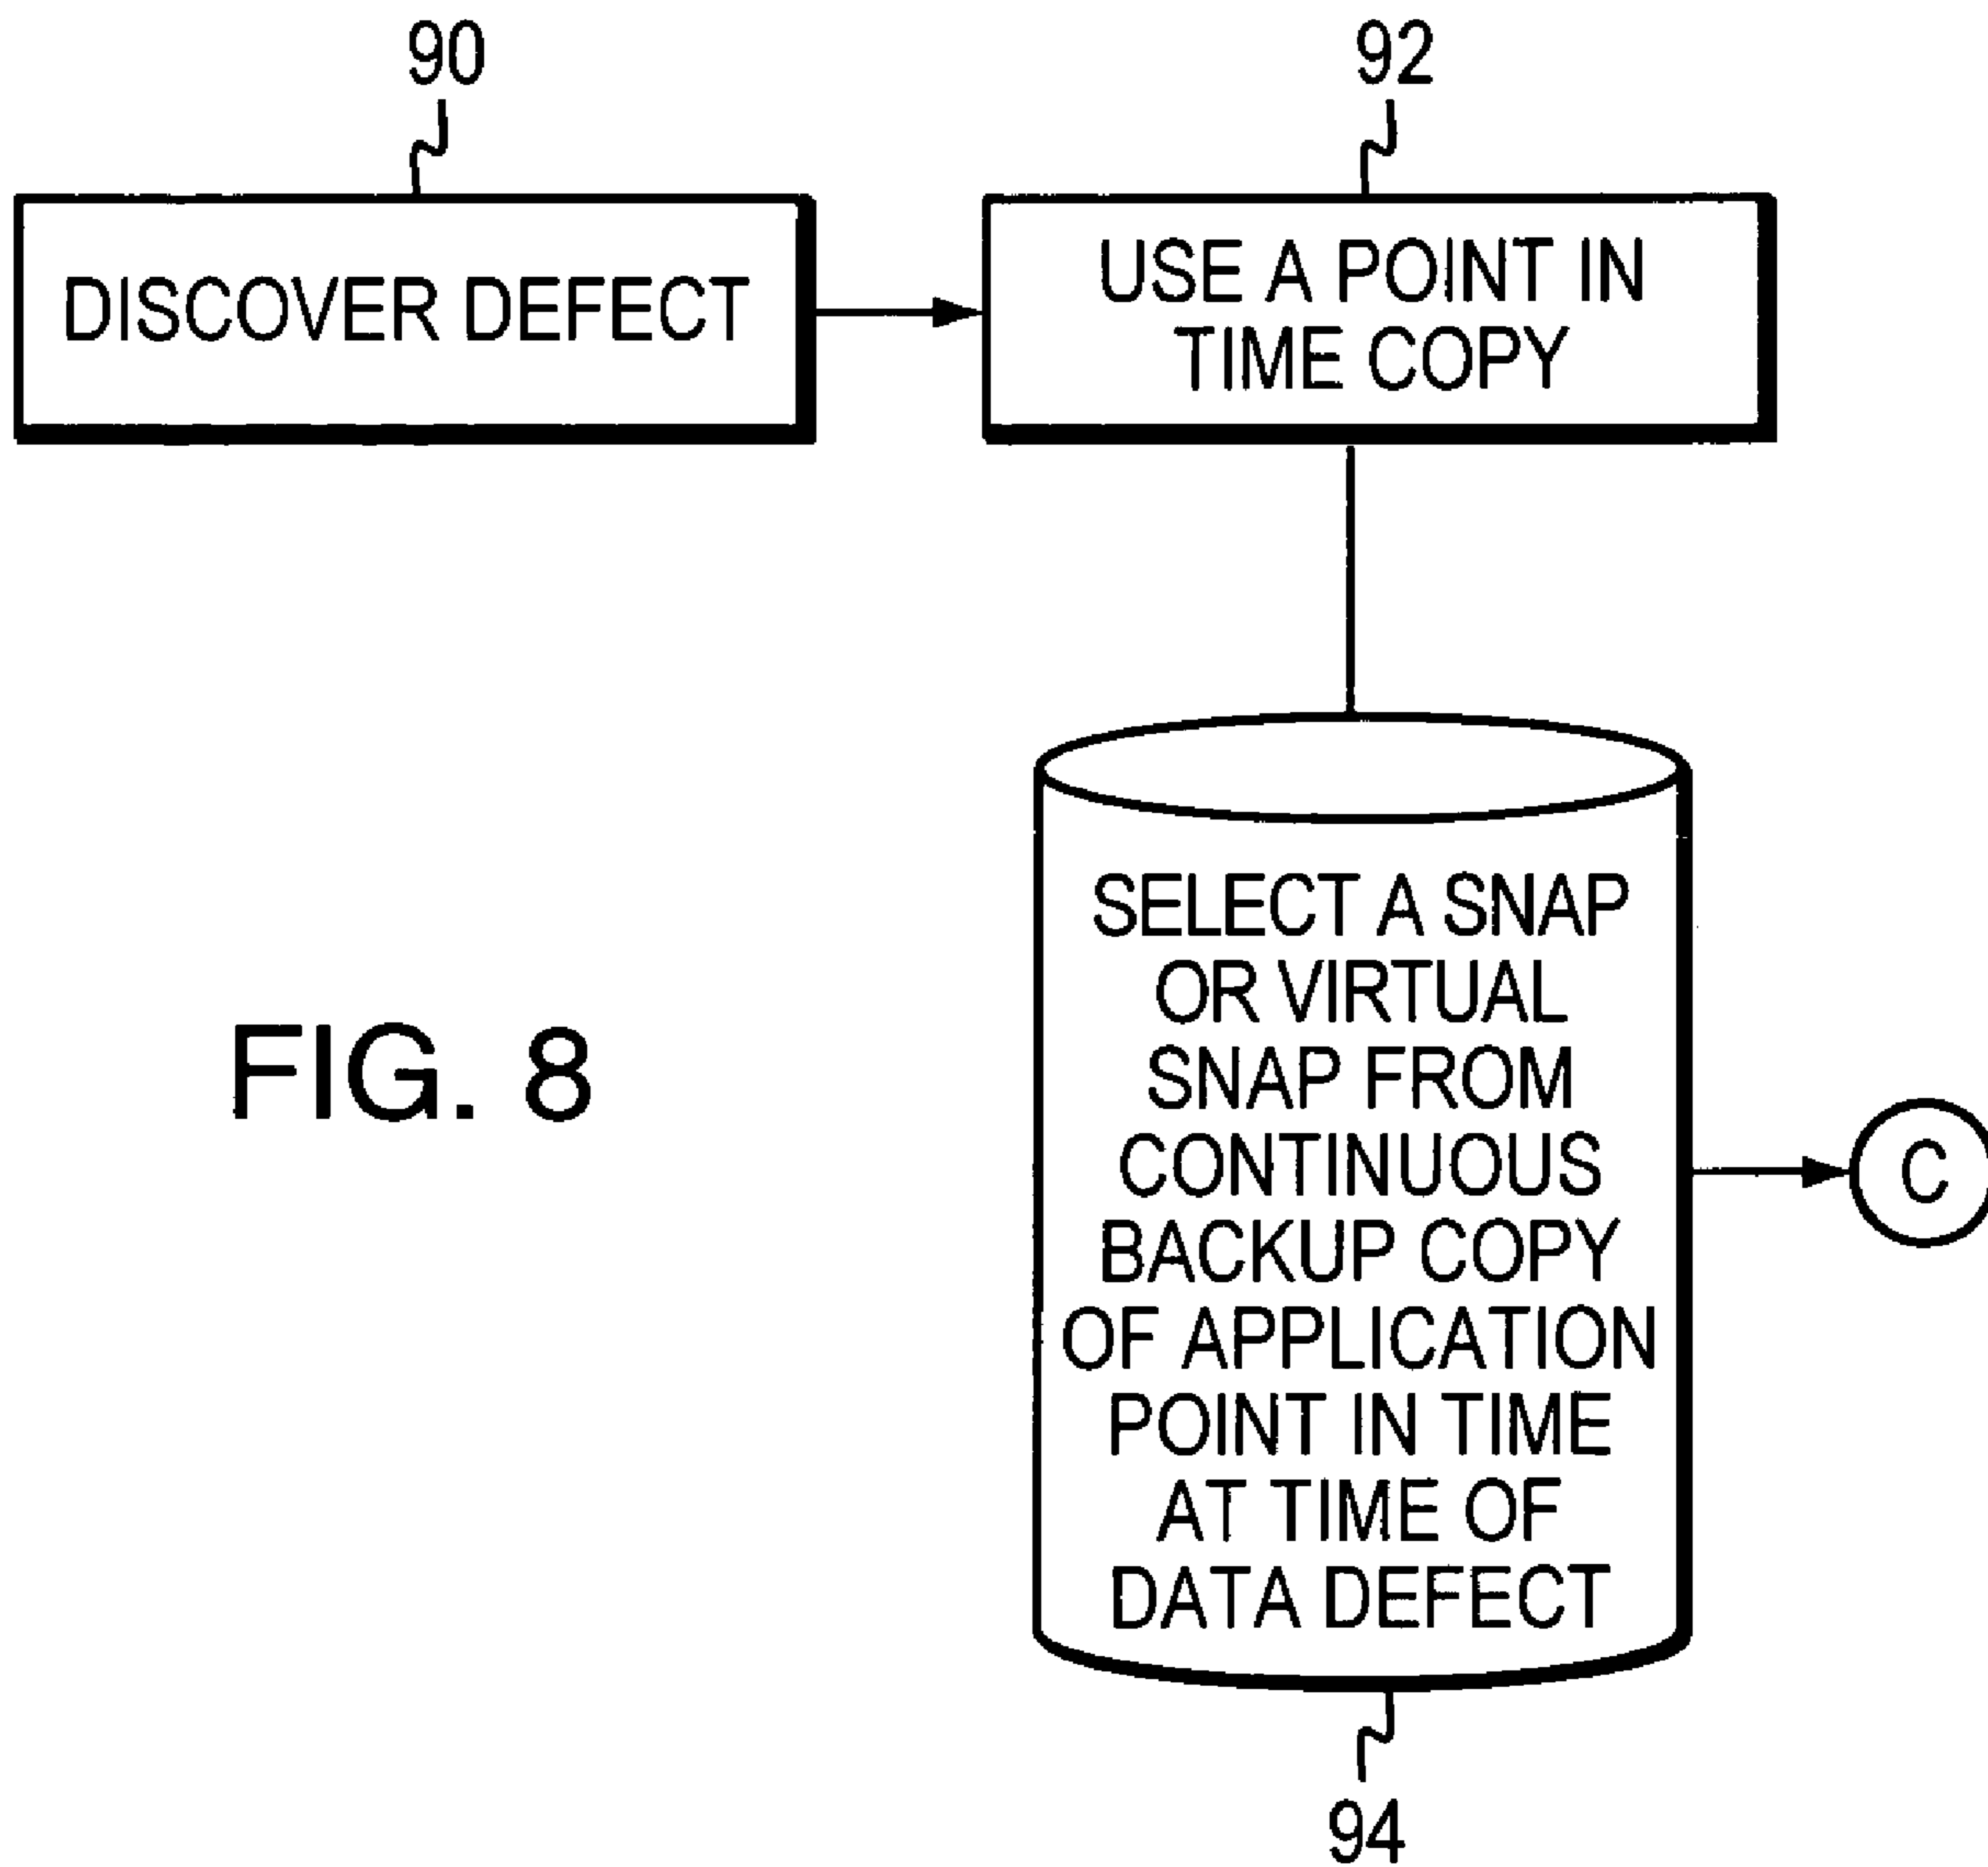 90
92
DISCOVER DEFECT
USE A POINT IN
TIME COPY
SELECT A SNAP
OR VIRTUAL
SNAP FROM
CONTINUOUS
BACKUP COPY
OF APPLICATION
POINT IN TIME
AT TIME OF
DATA DEFECT
C
FIG. 8
94